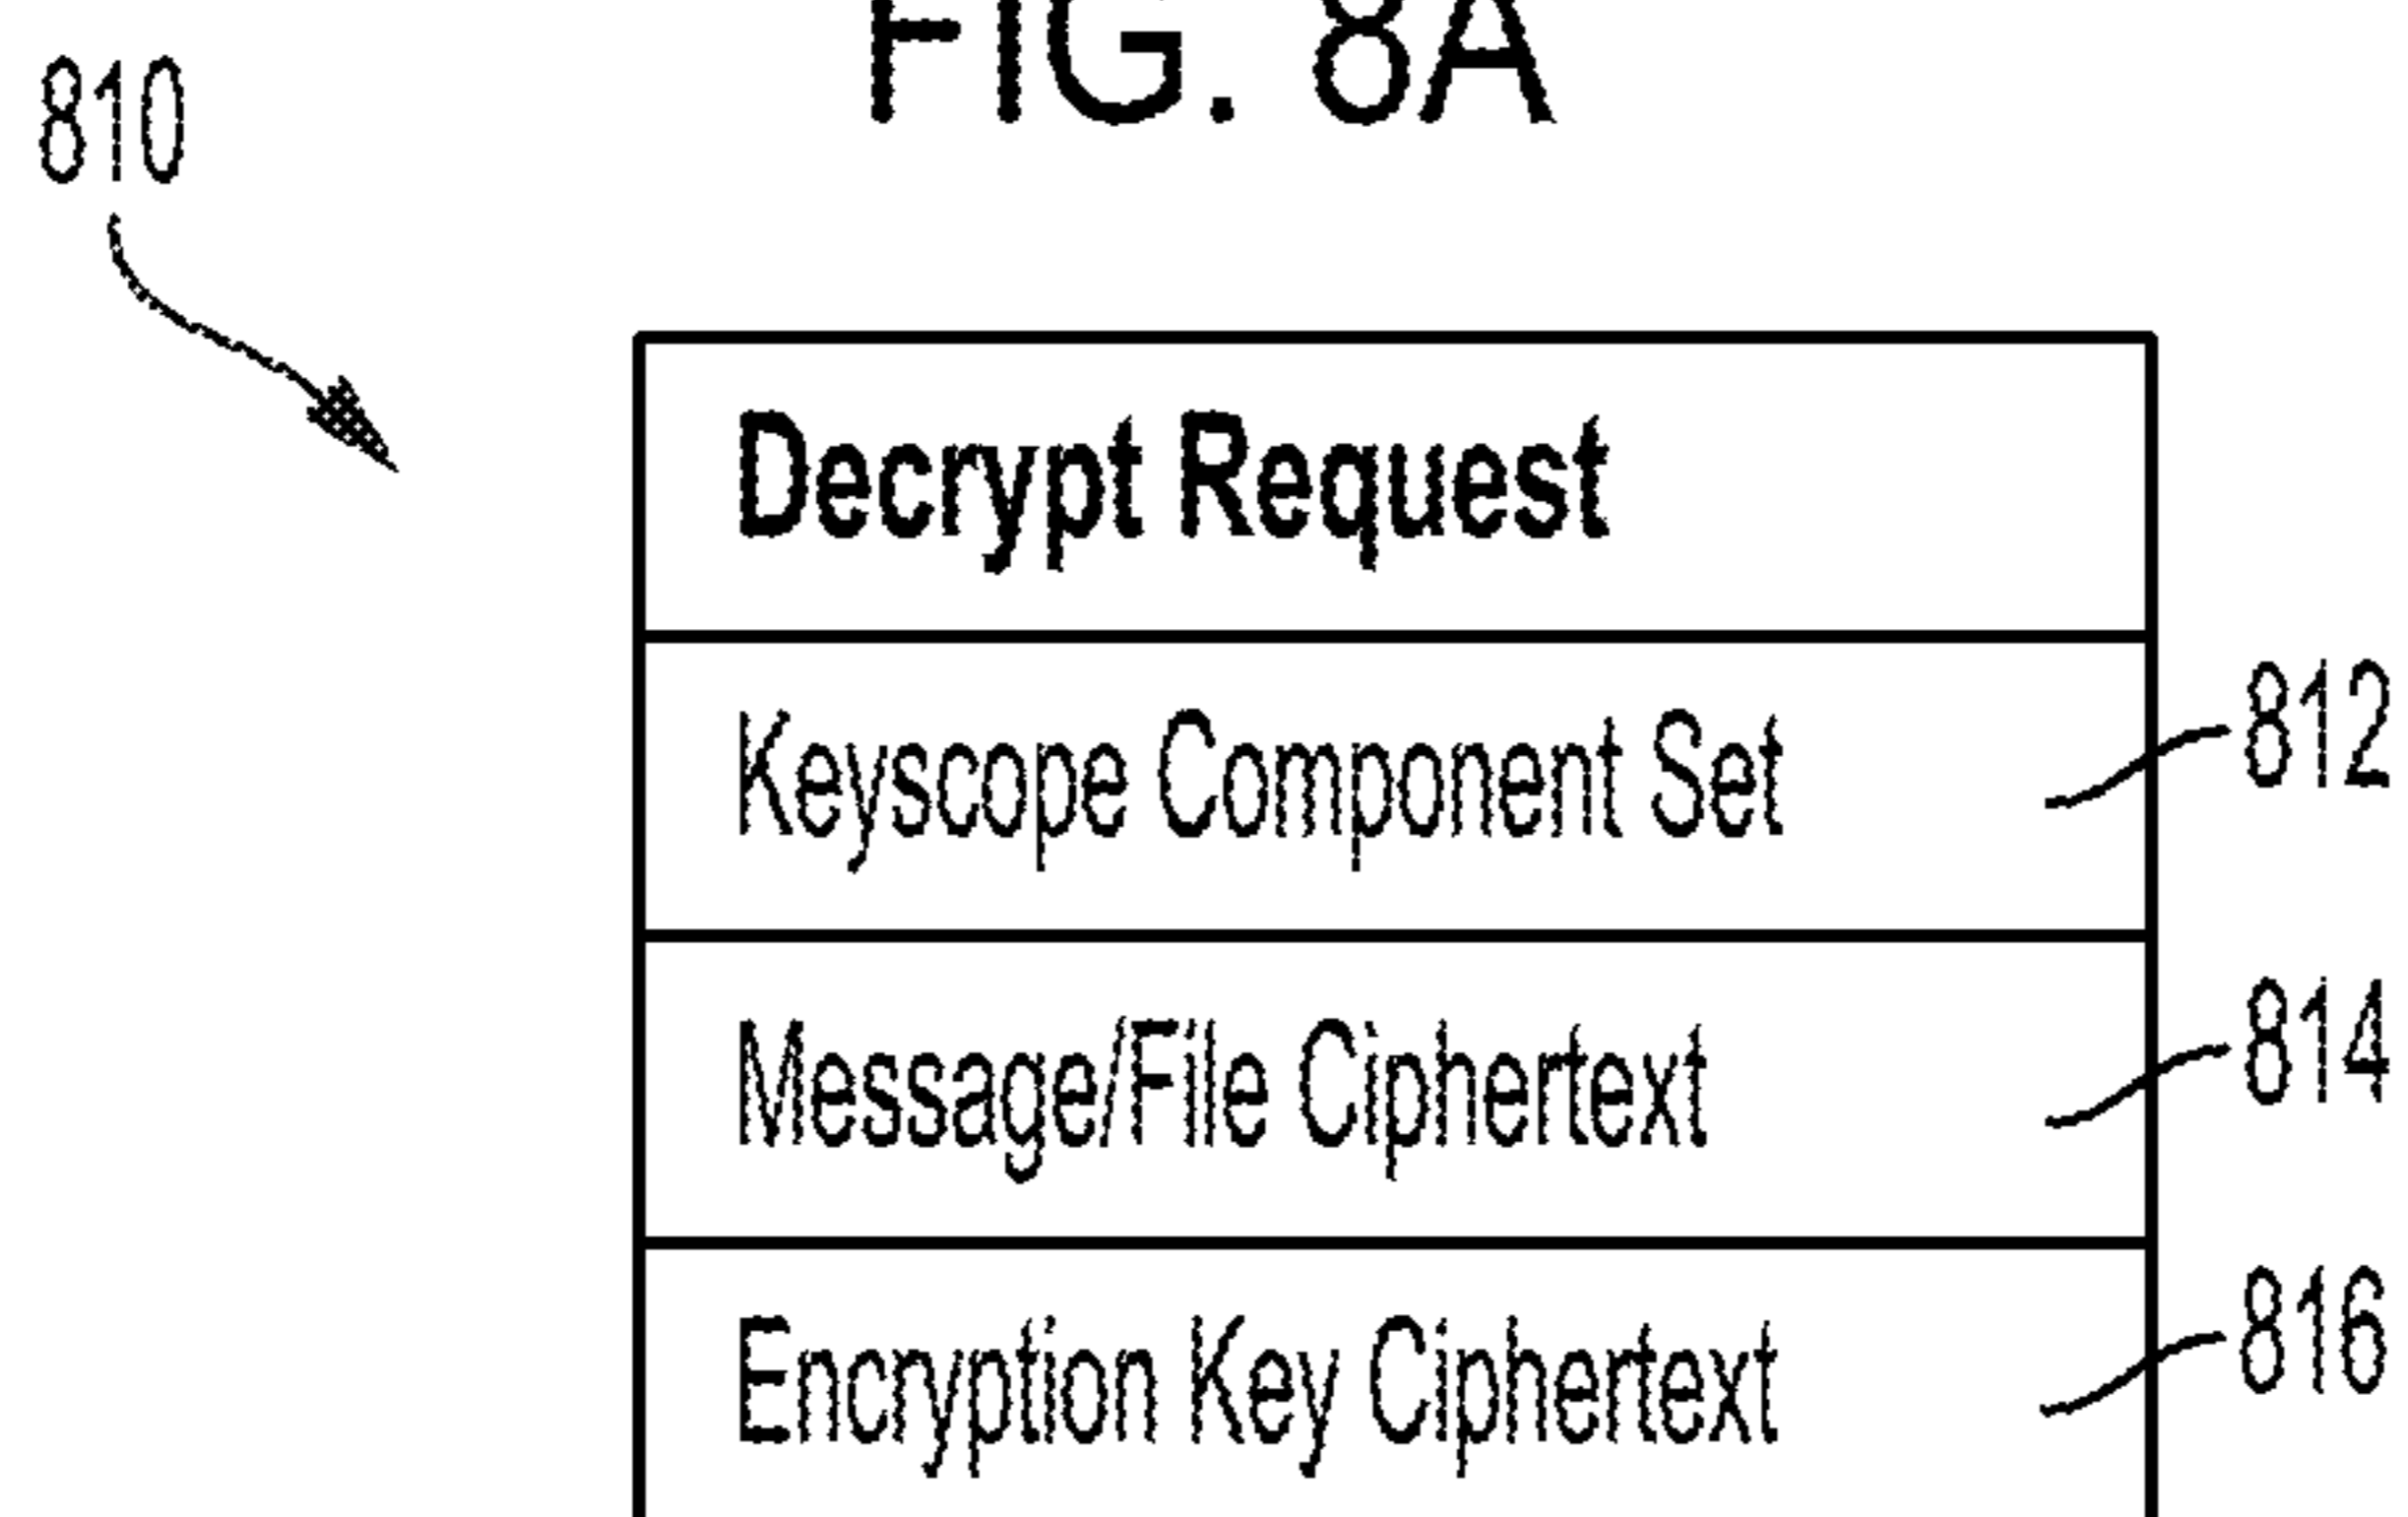 FIG. 8A
810
Decrypt Request
Keyscope Component Set 812
Message/File Ciphertext 814
Encryption Key Ciphertext 816